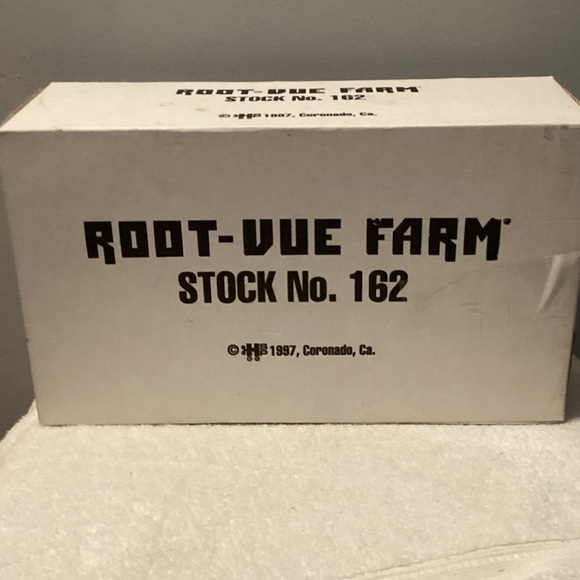 ROOT-VUE FARM
STOCK No. 162
© 1997, Coronado, Ca.
ROOT-VUE FARM®
STOCK No. 162
© 1997, Coronado, Ca.